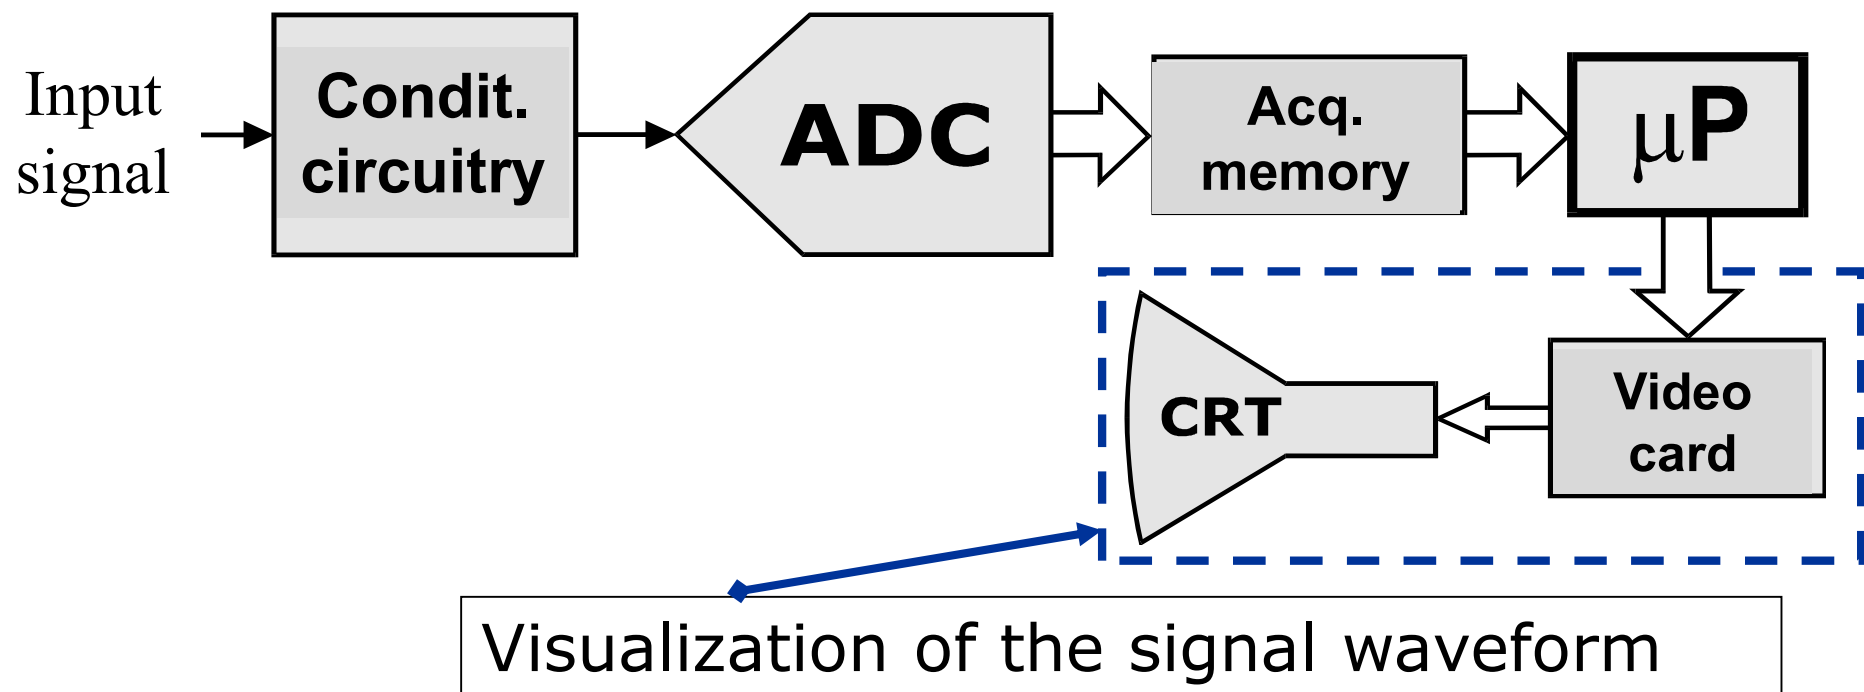 Input
signal
Condit.
circuitry
ADC
Acq.
memory
μP
CRT
Video
card
Visualization of the signal waveform